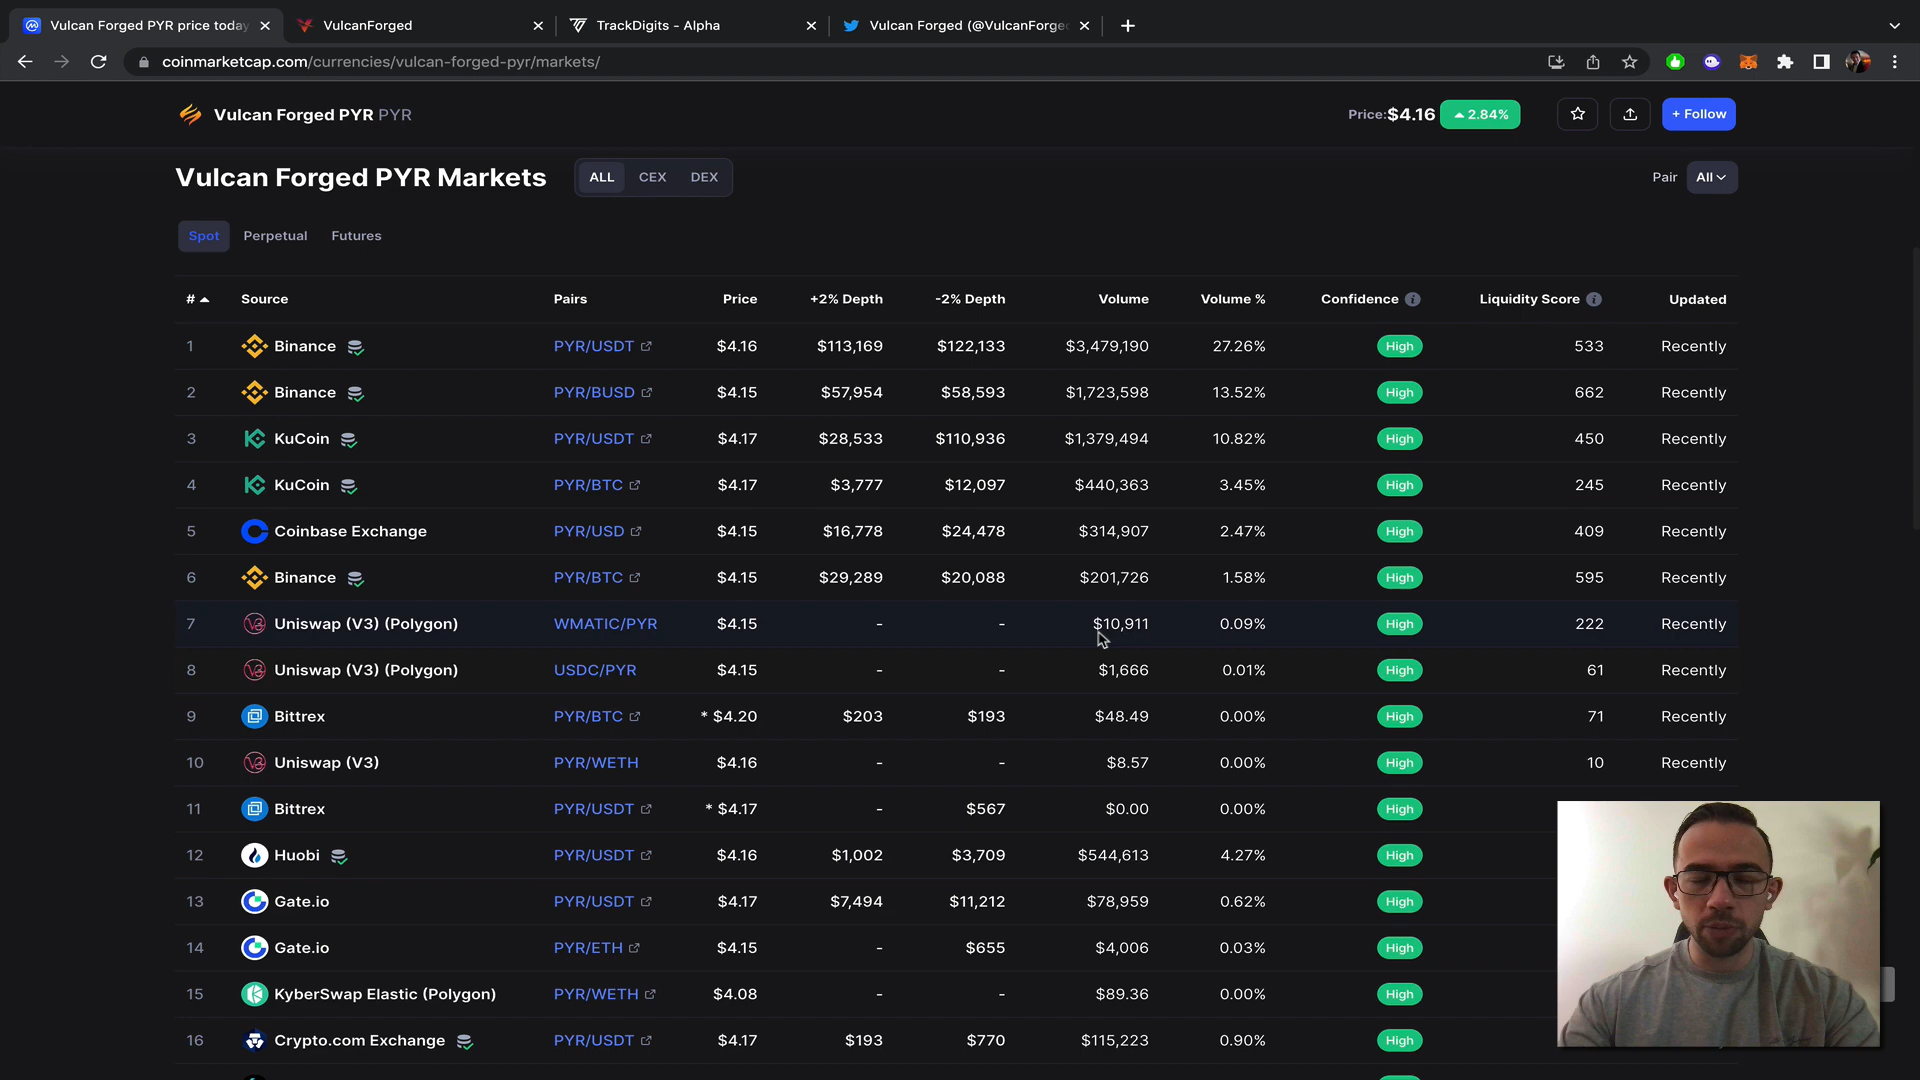 Vulcan Forged PYR price today
VulcanForged
TrackDigits - Alpha
Vulcan Forged (@VulcanForge
coinmarketcap.com/currencies/vulcan-forged-pyr/markets/
Vulcan Forged PYR PYR
Price:$4.16 2.84%
+ Follow
Vulcan Forged PYR Markets
ALL CEX DEX
Pair All
Spot Perpetual Futures
# Source Pairs Price +2% Depth -2% Depth Volume Volume % Confidence Liquidity Score Updated
1 Binance PYR/USDT $4.16 $113,169 $122,133 $3,479,190 27.26% High 533 Recently
2 Binance PYR/BUSD $4.15 $57,954 $58,593 $1,723,598 13.52% High 662 Recently
3 KuCoin PYR/USDT $4.17 $28,533 $110,936 $1,379,494 10.82% High 450 Recently
4 KuCoin PYR/BTC $4.17 $3,777 $12,097 $440,363 3.45% High 245 Recently
5 Coinbase Exchange PYR/USD $4.15 $16,778 $24,478 $314,907 2.47% High 409 Recently
6 Binance PYR/BTC $4.15 $29,289 $20,088 $201,726 1.58% High 595 Recently
7 Uniswap (V3) (Polygon) WMATIC/PYR $4.15 - - $10,911 0.09% High 222 Recently
8 Uniswap (V3) (Polygon) USDC/PYR $4.15 - - $1,666 0.01% High 61 Recently
9 Bittrex PYR/BTC * $4.20 $203 $193 $48.49 0.00% High 71 Recently
10 Uniswap (V3) PYR/WETH $4.16 - - $8.57 0.00% High 10 Recently
11 Bittrex PYR/USDT * $4.17 - $567 $0.00 0.00% High
12 Huobi PYR/USDT $4.16 $1,002 $3,709 $544,613 4.27% High
13 Gate.io PYR/USDT $4.17 $7,494 $11,212 $78,959 0.62% High
14 Gate.io PYR/ETH $4.15 - $655 $4,006 0.03% High
15 KyberSwap Elastic (Polygon) PYR/WETH $4.08 - - $89.36 0.00% High
16 Crypto.com Exchange PYR/USDT $4.17 $193 $770 $115,223 0.90% High